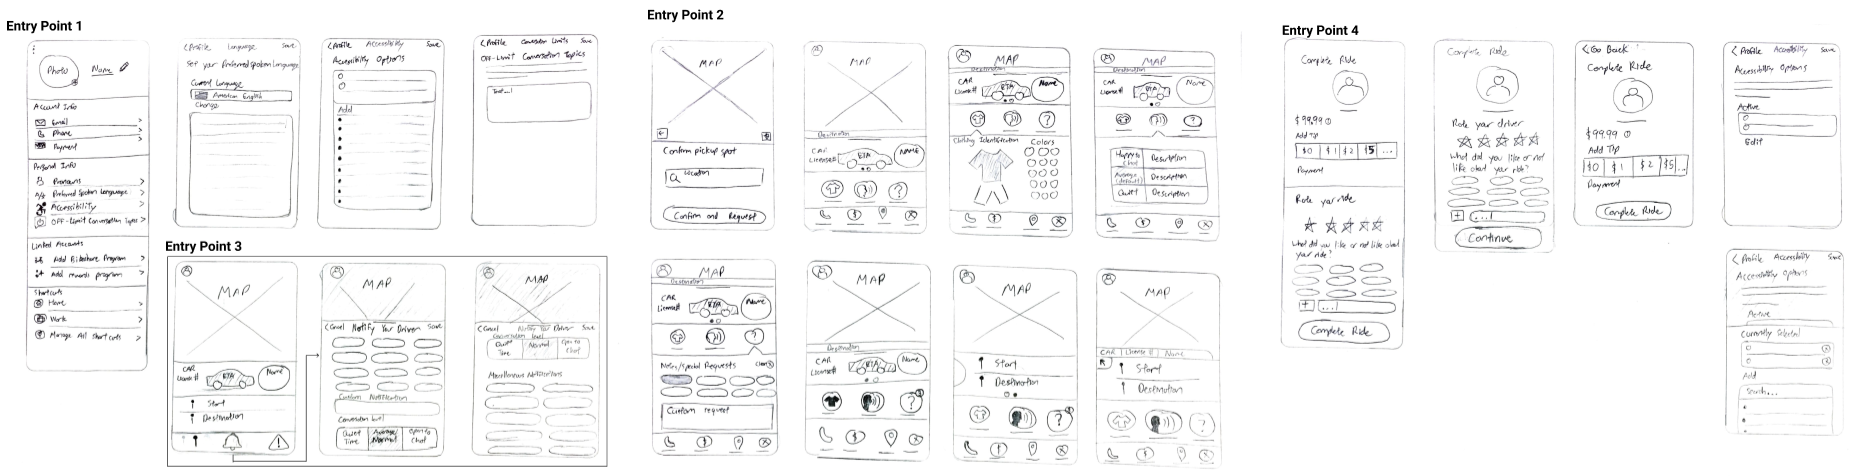 Entry Point 1
Photo
Name
Account Info
Email >
Phone >
Payment
Personal Info
Pronouns >
Preferred Spoken Language >
Accessibility >
OFF-Limit Conversation Topics >
Linked Accounts
Add Rideshare Program >
Add rewards program >
Shortcuts
Home >
Work >
Manage All Shortcuts >
< Profile Language Save
Set your Preferred spoken Language
Current Language
American English
Change
< Profile Accessibility Save
Accessibility Options
Add
< Profile Conversation Limits Save
OFF-Limit Conversation Topics
Text...|
Entry Point 3
MAP
CAR
License#
ETA
Name
Start
Destination
MAP
< Cancel Notify Your Driver Save
Custom Notification
Conversation level
Quiet Time
Average/Normal
Open to Chat
MAP
< Cancel Notify Your Driver Save
Conversation level
Quiet Time
Normal
Open to Chat
Miscellaneous Notifications
Entry Point 2
MAP
Confirm pickup spot
Location
Confirm and Request
MAP
Destination
CAR
License#
ETA
NAME
MAP
Destination
CAR
License#
ETA
Name
Clothing Identification
Colors
MAP
Destination
CAR
License#
ETA
Name
?
Happy to Chat
Description
Average (default)
Description
Quiet
Description
MAP
Destination
CAR
License#
ETA
Name
?
Notes/Special Requests
Clear
Custom request
MAP
Destination
CAR
License#
ETA
Name
?
MAP
Start
Destination
?
MAP
CAR | License # | Name
Start
Destination
?
Entry Point 4
Complete Ride
$99.99
Add Tip
$0 $1 $2 $5 ...
Payment
Rate your ride
What did you like or not like about your ride?
+ ...|
Complete Ride
Complete Ride
Rate your driver
What did you like or not like about your ride?
+ ...|
Continue
< Go Back
Complete Ride
$99.99
Add Tip
$0 $1 $2 $5...
Payment
Complete Ride
< Profile Accessibility Save
Accessibility Options
Active
Edit
< Profile Accessibility Save
Accessibility Options
Active
Currently Selected
Add
Search...